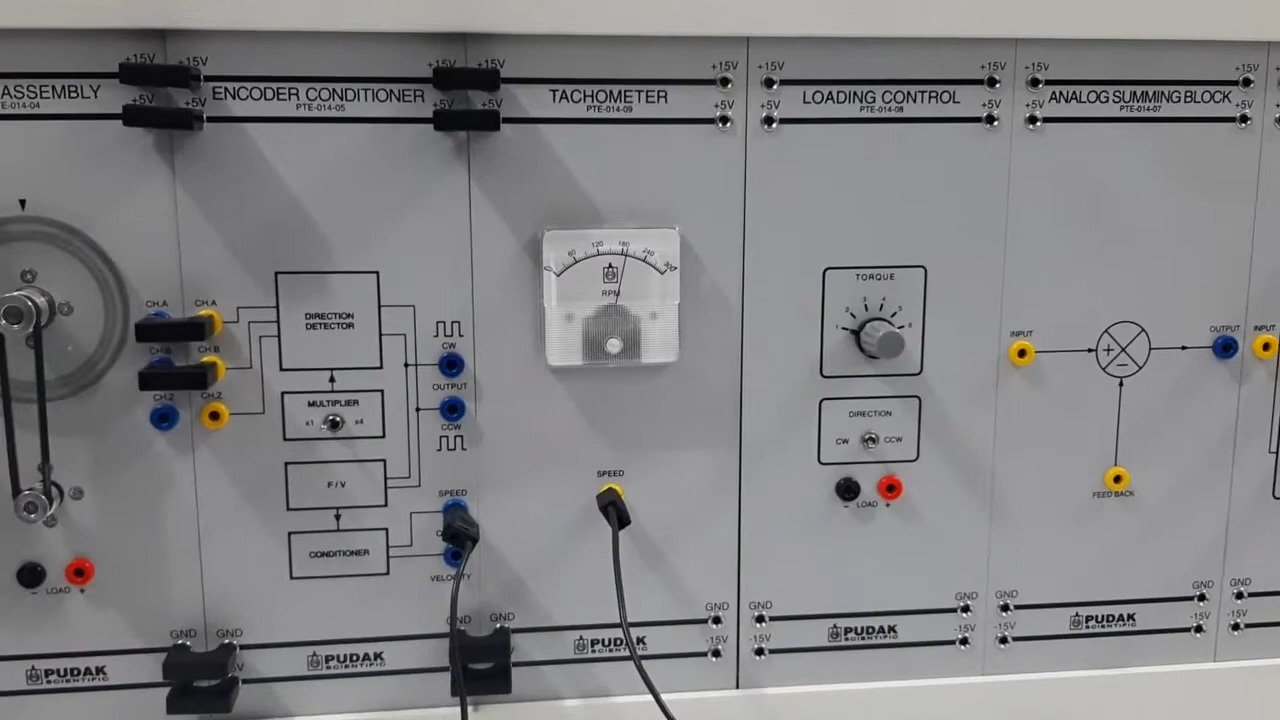 +15V
+5V
+5V
ASSEMBLY
E-014-04
CH.A
CH.B
CH.Z
- LOAD +
GND
PUDAK
SCIENTIFIC
ENCODER CONDITIONER
PTE-014-05
+15V
+5V
CH.A
CH.B
CH.Z
DIRECTION
DETECTOR
MULTIPLIER
x1 x4
F / V
CONDITIONER
CW
OUTPUT
CCW
SPEED
VELOCITY
GND
GND
PUDAK
SCIENTIFIC
TACHOMETER
PTE-014-09
+15V
+5V
+15V
+5V
0 60 120 180 240 300
RPM
SPEED
GND
GND
-15V
PUDAK
SCIENTIFIC
LOADING CONTROL
PTE-014-08
+15V
+5V
+15V
+5V
TORQUE
1 2 3 4 5 6
DIRECTION
CW CCW
- LOAD +
GND
-15V
GND
-15V
PUDAK
SCIENTIFIC
ANALOG SUMMING BLOCK
PTE-014-07
+15V
+5V
+15V
+5V
INPUT
+
-
OUTPUT
FEED BACK
GND
-15V
GND
-15V
PUDAK
SCIENTIFIC
INPUT
GND
-15V